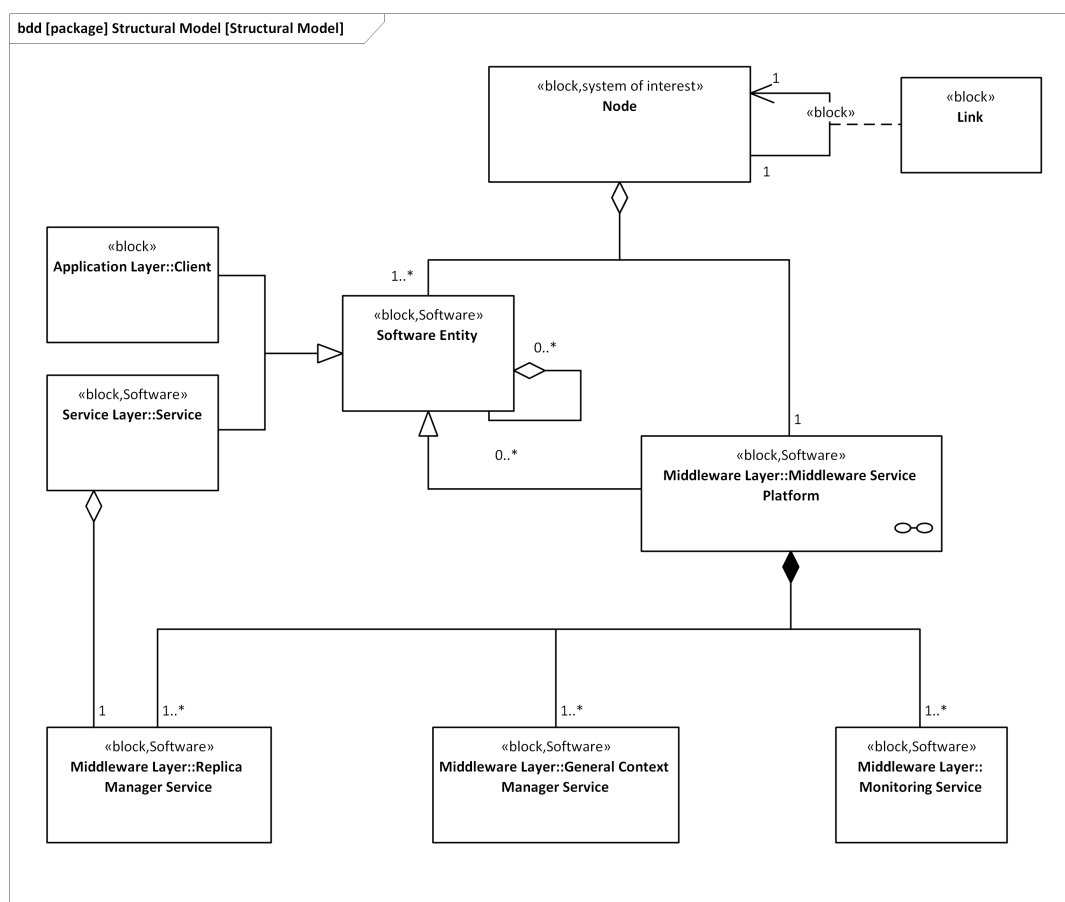 bdd [package] Structural Model [Structural Model]
«block,system of interest»
Node
1
«block»
1
«block»
Link
«block»
Application Layer::Client
1..*
«block,Software»
Software Entity
0..*
0..*
«block,Software»
Service Layer::Service
1
«block,Software»
Middleware Layer::Middleware Service
Platform
1
1..*
1..*
1..*
«block,Software»
Middleware Layer::Replica
Manager Service
«block,Software»
Middleware Layer::General Context
Manager Service
«block,Software»
Middleware Layer::
Monitoring Service